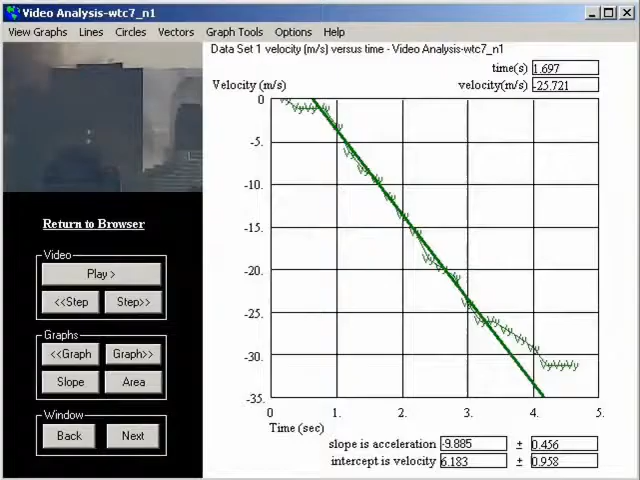 Video Analysis-wtc7_n1
View Graphs Lines Circles Vectors Graph Tools Options Help
Data Set 1 velocity (m/s) versus time - Video Analysis-wtc7_n1
time(s) 1.697
Velocity (m/s) velocity(m/s) -25.721
0
-5.
-10.
-15.
-20.
-25.
-30.
-35.
0 1. 2. 3. 4. 5.
Time (sec)
slope is acceleration -9.885 ± 0.456
intercept is velocity 6.183 ± 0.958
Return to Browser
Video
Play >
<<Step Step>>
Graphs
<<Graph Graph>>
Slope Area
Window
Back Next